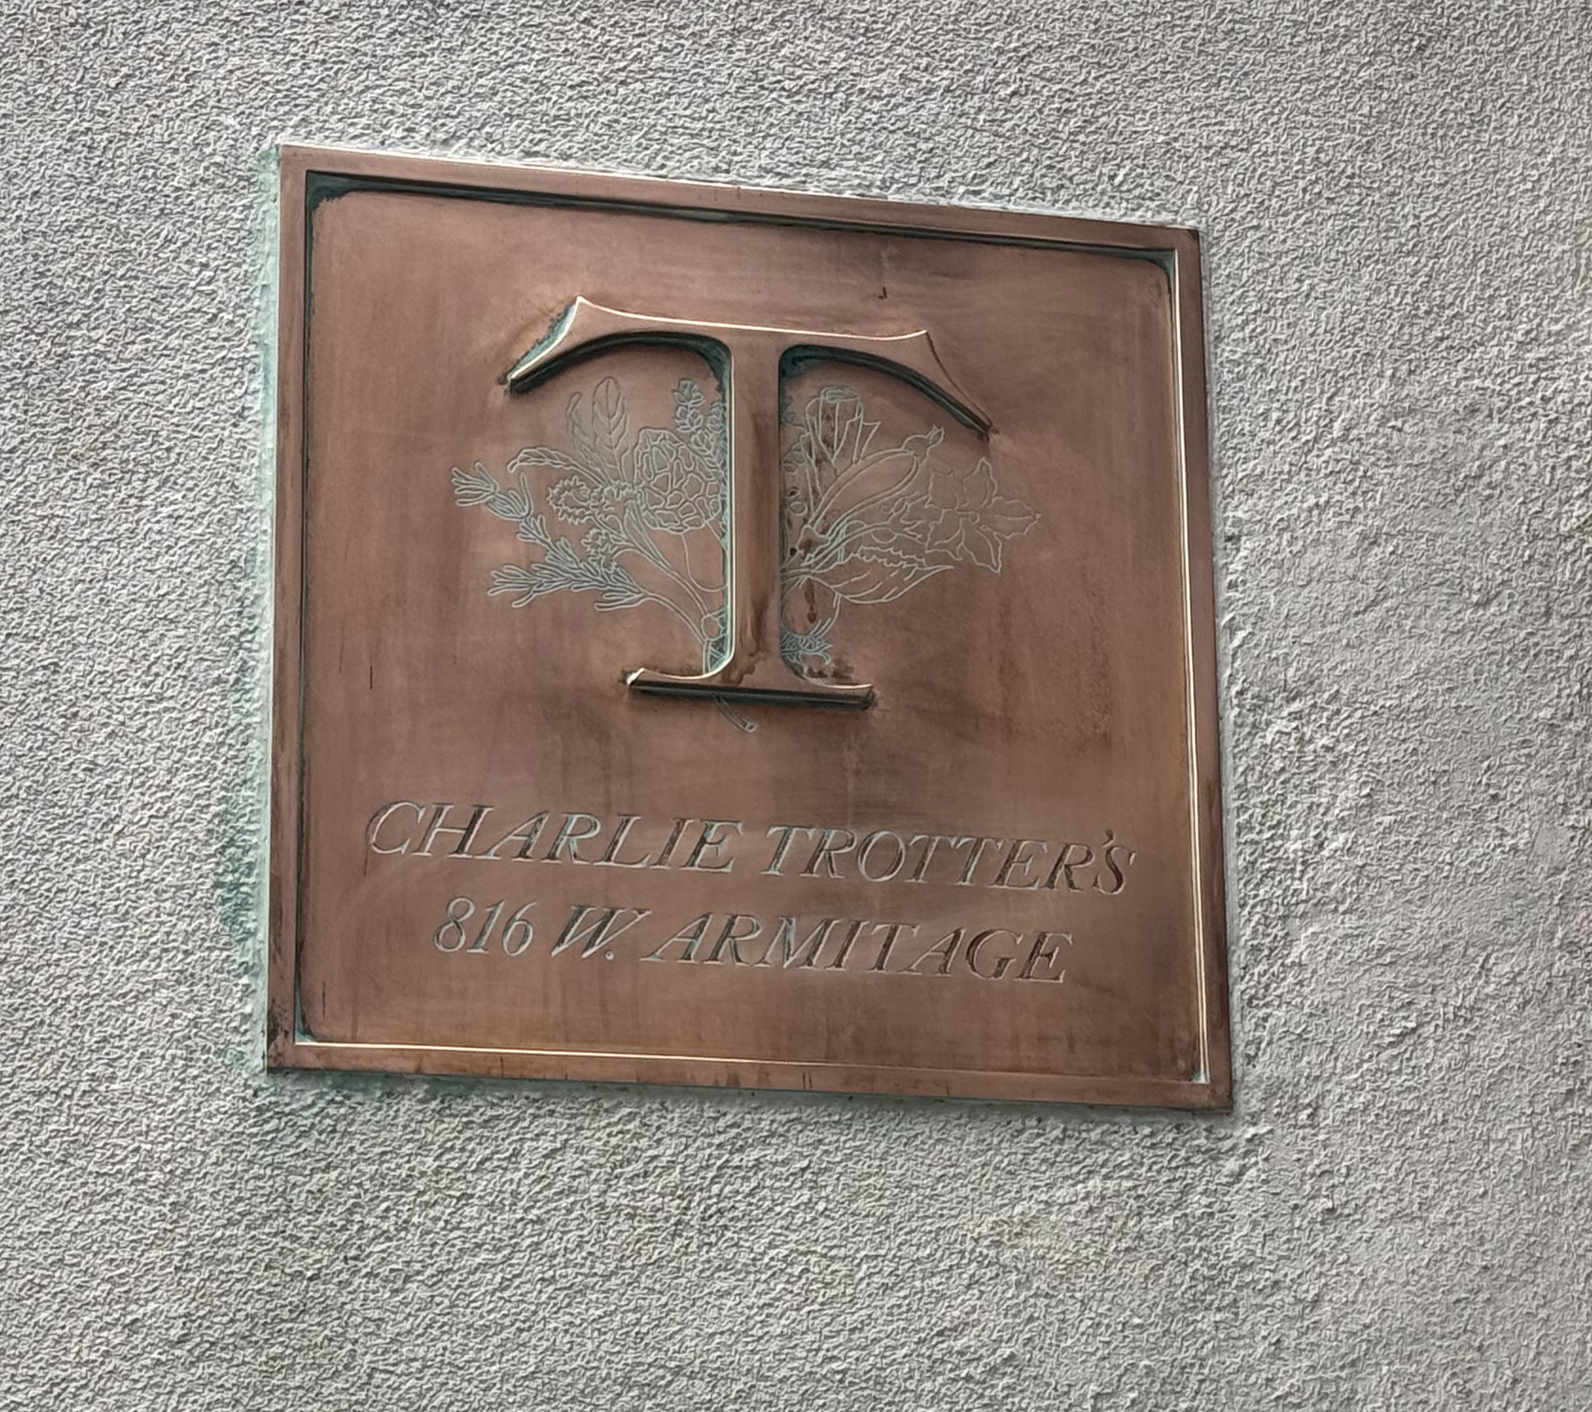 T
CHARLIE TROTTER'S
816 W. ARMITAGE